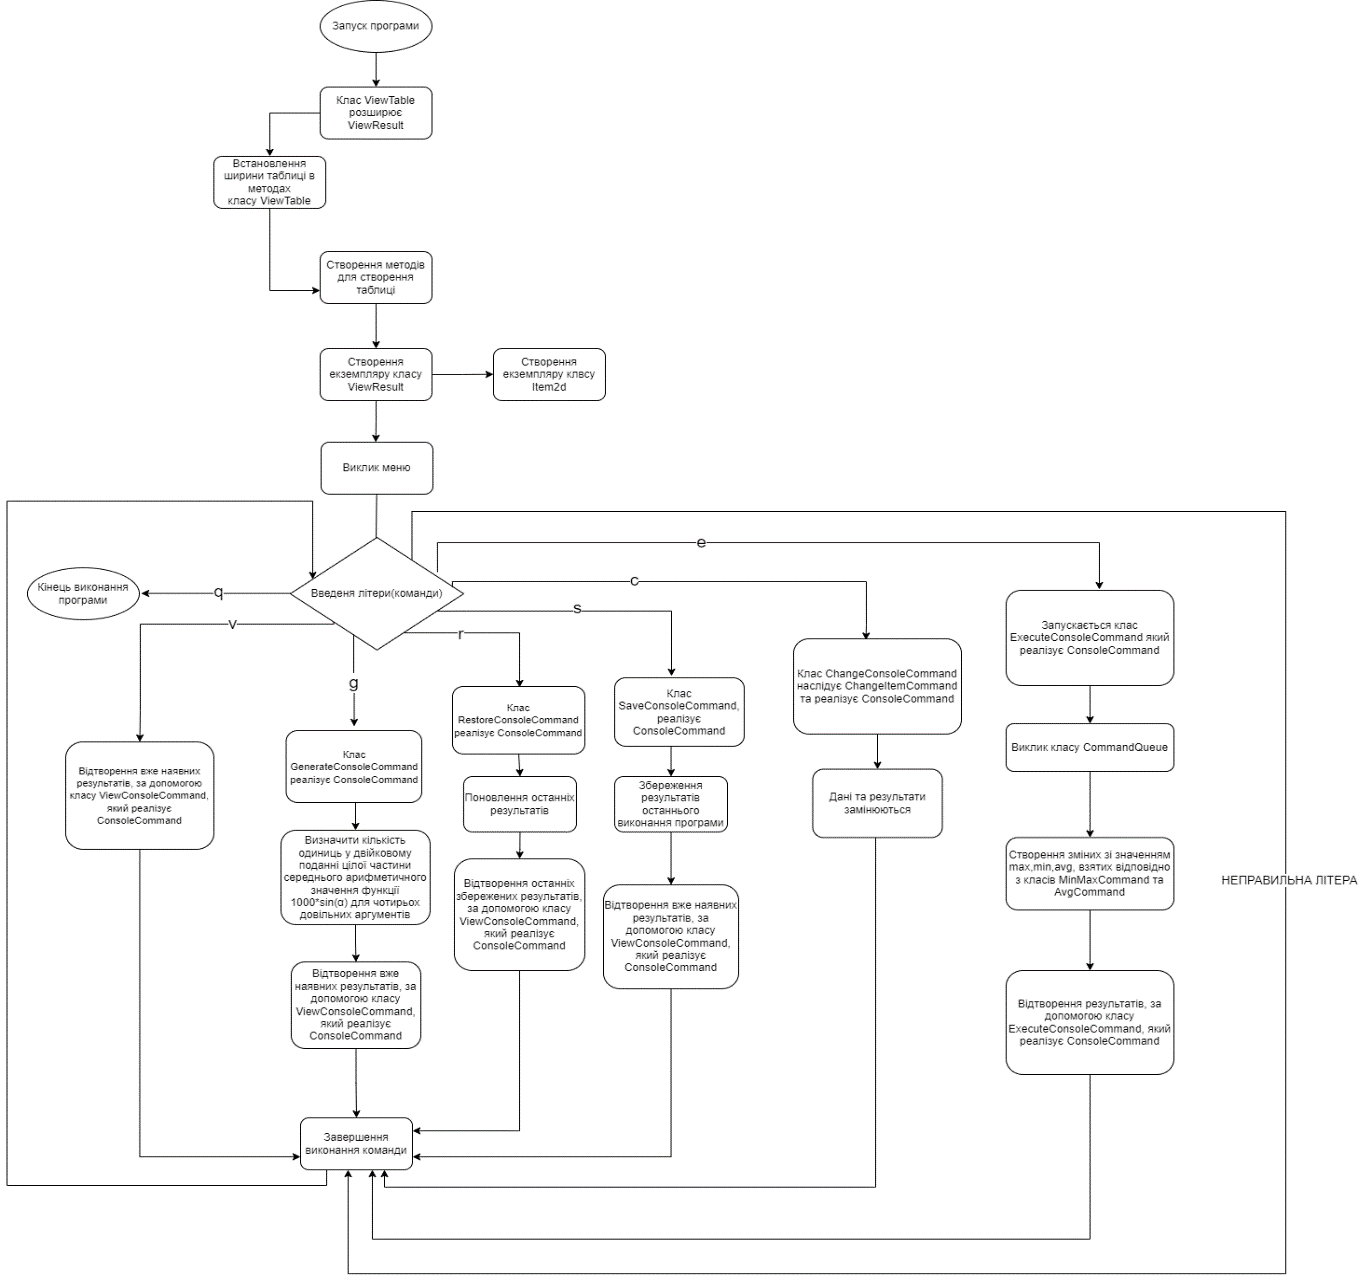 Запуск програми
Клас ViewTable
розширює
ViewResult
Встановлення
ширини таблиці в
методах
класу ViewTable
Створення методів
для створення
таблиці
Створення
екземпляру класу
ViewResult
Створення
екземпляру клвсу
Item2d
Виклик меню
Введеня літери(команди)
Кінець виконання
програми
q
v
g
r
s
c
e
Відтворення вже наявних
результатів, за допомогою
класу ViewConsoleCommand,
який реалізує
ConsoleCommand
Клас
GenerateConsoleCommand
реалізує ConsoleCommand
Визначити кількість
одиниць у двійковому
поданні цілої частини
середнього арифметичного
значення функції
1000*sin(α) для чотирьох
довільних аргументів
Відтворення вже
наявних результатів, за
допомогою класу
ViewConsoleCommand,
який реалізує
ConsoleCommand
Клас
RestoreConsoleCommand
реалізує ConsoleCommand
Поновлення останніх
результатів
Відтворення останніх
збережених результатів,
за допомогою класу
ViewConsoleCommand,
який реалізує
ConsoleCommand
Клас
SaveConsoleCommand,
реалізує
ConsoleCommand
Збереження
результатів
останнього
виконання програми
Відтворення вже наявних
результатів, за
допомогою класу
ViewConsoleCommand,
який реалізує
ConsoleCommand
Клас ChangeConsoleCommand
наслідує ChangeItemCommand
та реалізує ConsoleCommand
Дані та результати
замінюються
Запускається клас
ExecuteConsoleCommand який
реалізує ConsoleCommand
Виклик класу CommandQueue
Створення зміних зі значенням
max,min,avg, взятих відповідно
з класів MinMaxCommand та
AvgCommand
Відтворення результатів, за
допомогою класу
ExecuteConsoleCommand, який
реалізує ConsoleCommand
НЕПРАВИЛЬНА ЛІТЕРА
Завершення
виконання команди